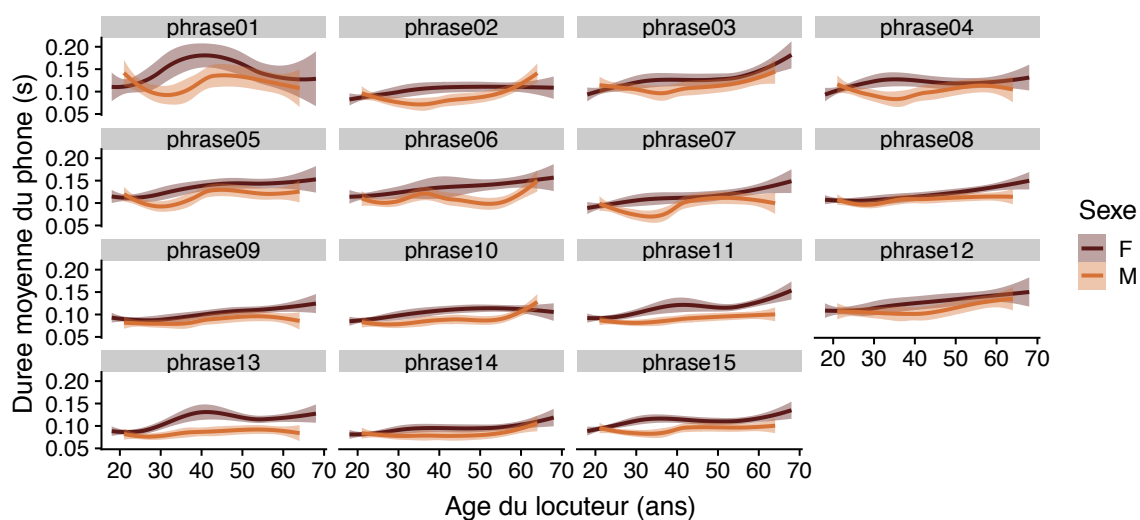 phrase01 phrase02 phrase03 phrase04
0.20
0.15
0.10
0.05
phrase05 phrase06 phrase07 phrase08
0.20
0.15
0.10
0.05
phrase09 phrase10 phrase11 phrase12
0.20
0.15
0.10
0.05
20 30 40 50 60 70
phrase13 phrase14 phrase15
0.20
0.15
0.10
0.05
20 30 40 50 60 70 20 30 40 50 60 70 20 30 40 50 60 70
Age du locuteur (ans)
Durée moyenne du phone (s)
Sexe
F
M